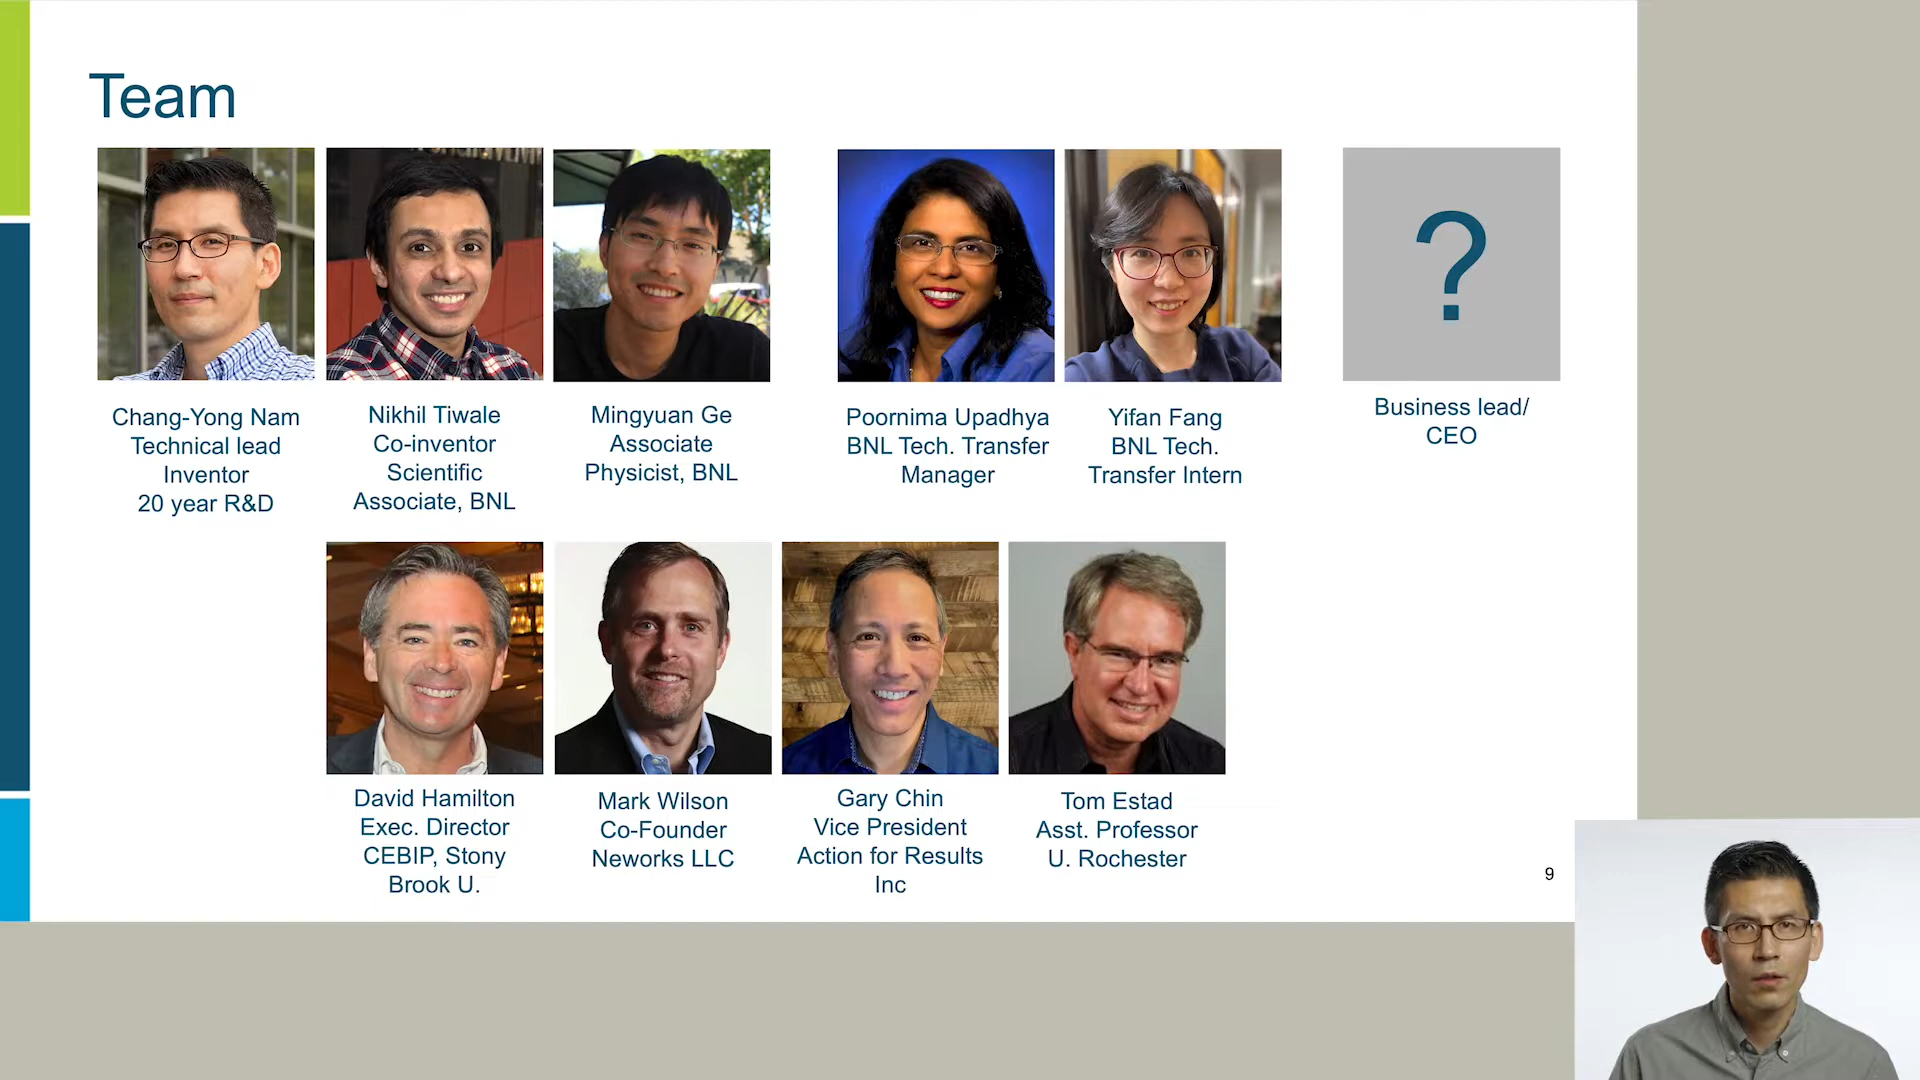 Team
Chang-Yong Nam
Technical lead
Inventor
20 year R&D
Nikhil Tiwale
Co-inventor
Scientific
Associate, BNL
Mingyuan Ge
Associate
Physicist, BNL
Poornima Upadhya
BNL Tech. Transfer
Manager
Yifan Fang
BNL Tech.
Transfer Intern
?
Business lead/
CEO
David Hamilton
Exec. Director
CEBIP, Stony
Brook U.
Mark Wilson
Co-Founder
Neworks LLC
Gary Chin
Vice President
Action for Results
Inc
Tom Estad
Asst. Professor
U. Rochester
9